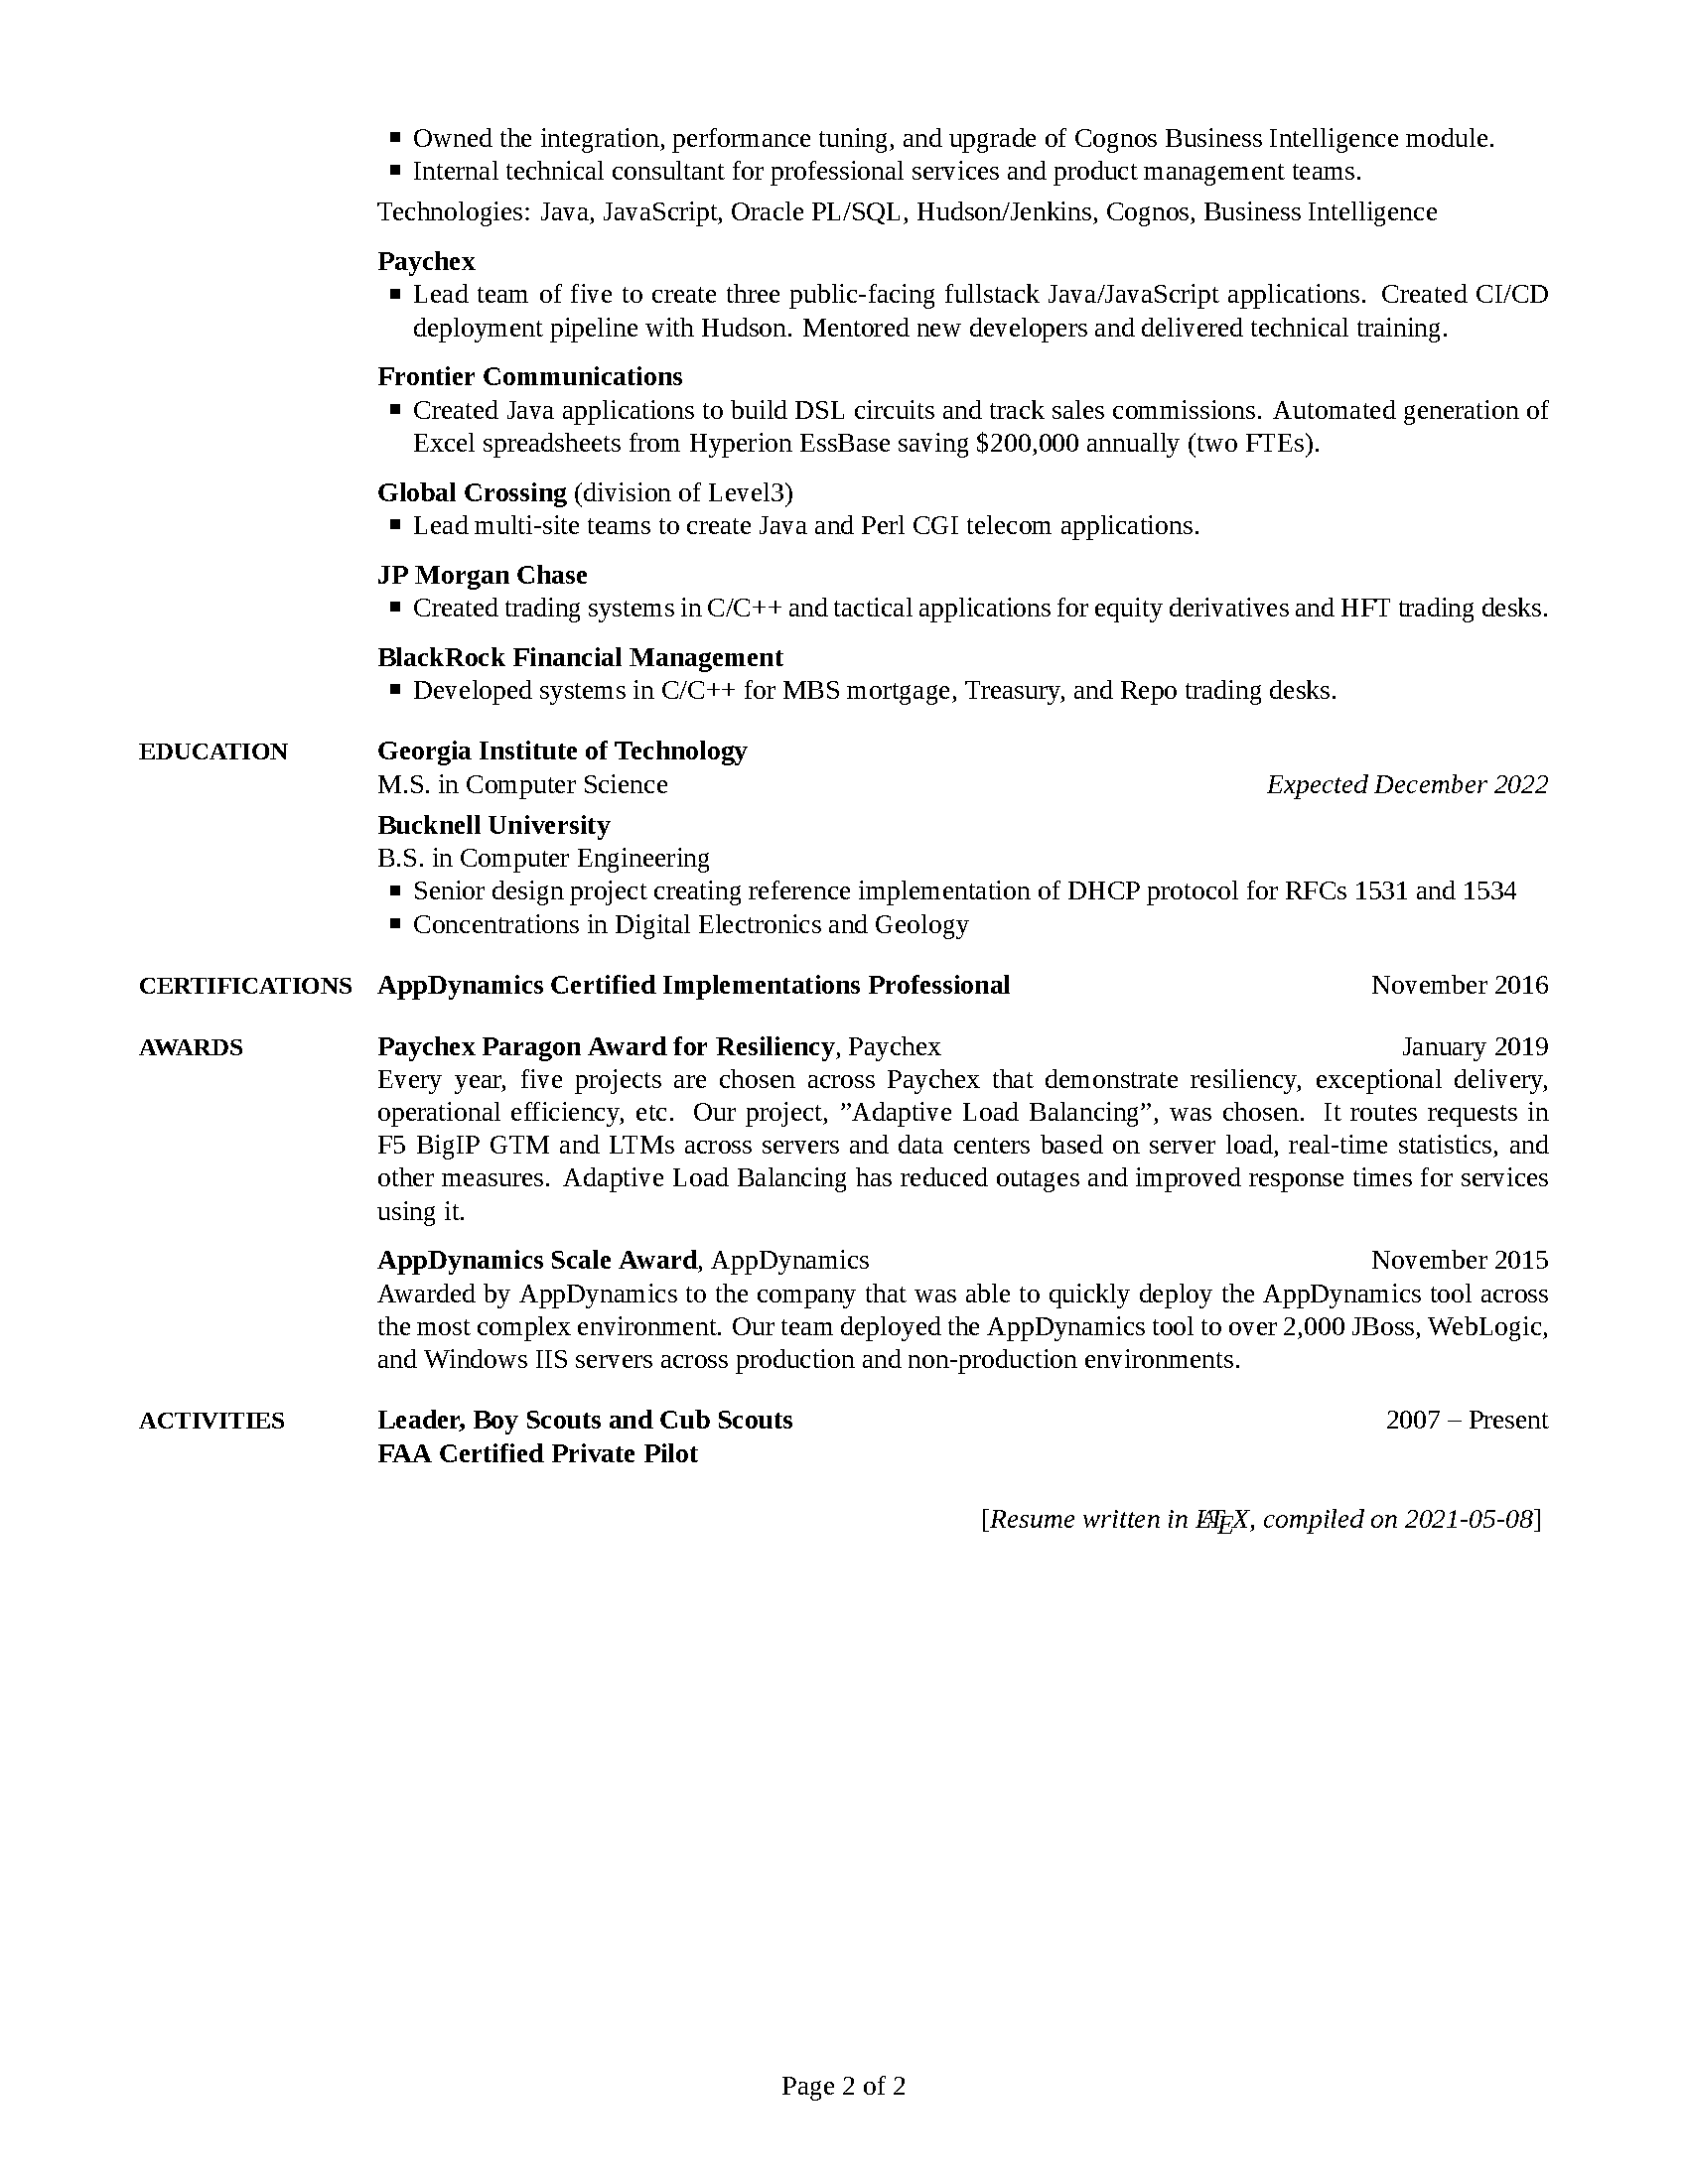 ▪ Owned the integration, performance tuning, and upgrade of Cognos Business Intelligence module.
▪ Internal technical consultant for professional services and product management teams.
Technologies: Java, JavaScript, Oracle PL/SQL, Hudson/Jenkins, Cognos, Business Intelligence
Paychex
▪ Lead team of five to create three public-facing fullstack Java/JavaScript applications. Created CI/CD
deployment pipeline with Hudson. Mentored new developers and delivered technical training.
Frontier Communications
▪ Created Java applications to build DSL circuits and track sales commissions. Automated generation of
Excel spreadsheets from Hyperion EssBase saving $200,000 annually (two FTEs).
Global Crossing (division of Level3)
▪ Lead multi-site teams to create Java and Perl CGI telecom applications.
JP Morgan Chase
▪ Created trading systems in C/C++ and tactical applications for equity derivatives and HFT trading desks.
BlackRock Financial Management
▪ Developed systems in C/C++ for MBS mortgage, Treasury, and Repo trading desks.
EDUCATION Georgia Institute of Technology
M.S. in Computer Science Expected December 2022
Bucknell University
B.S. in Computer Engineering
▪ Senior design project creating reference implementation of DHCP protocol for RFCs 1531 and 1534
▪ Concentrations in Digital Electronics and Geology
CERTIFICATIONS AppDynamics Certified Implementations Professional November 2016
AWARDS Paychex Paragon Award for Resiliency, Paychex January 2019
Every year, five projects are chosen across Paychex that demonstrate resiliency, exceptional delivery,
operational efficiency, etc. Our project, ”Adaptive Load Balancing”, was chosen. It routes requests in
F5 BigIP GTM and LTMs across servers and data centers based on server load, real-time statistics, and
other measures. Adaptive Load Balancing has reduced outages and improved response times for services
using it.
AppDynamics Scale Award, AppDynamics November 2015
Awarded by AppDynamics to the company that was able to quickly deploy the AppDynamics tool across
the most complex environment. Our team deployed the AppDynamics tool to over 2,000 JBoss, WebLogic,
and Windows IIS servers across production and non-production environments.
ACTIVITIES Leader, Boy Scouts and Cub Scouts 2007 – Present
FAA Certified Private Pilot
[Resume written in LATEX, compiled on 2021-05-08]
Page 2 of 2